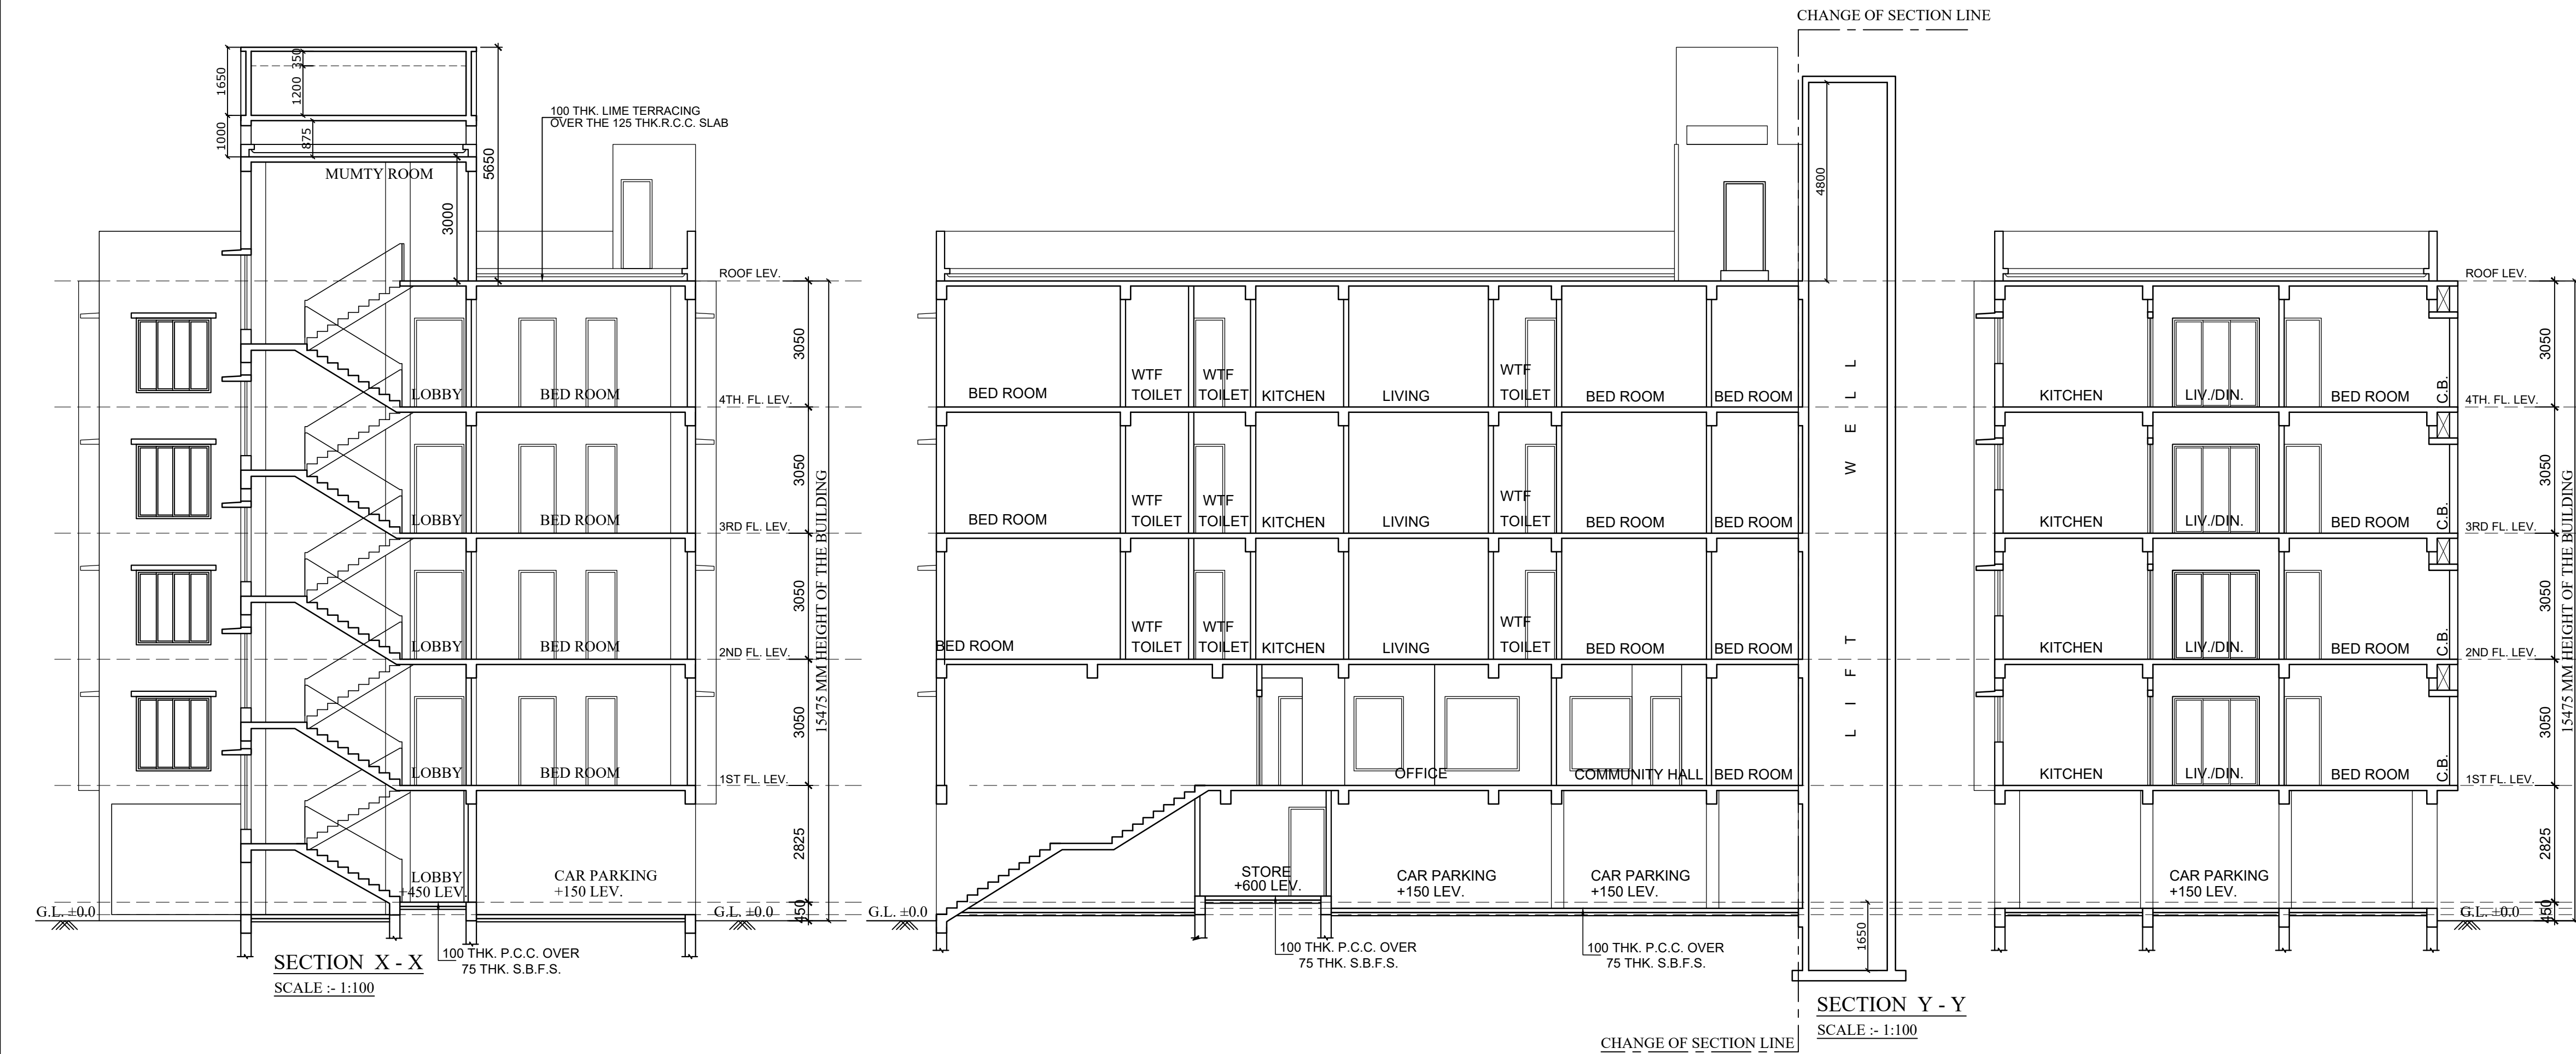 CHANGE OF SECTION LINE
1650
350
1200
1000
875
5650
100 THK. LIME TERRACING
OVER THE 125 THK.R.C.C. SLAB
MUMTY ROOM
3000
ROOF LEV.
3050
LOBBY
BED ROOM
4TH. FL. LEV.
3050
LOBBY
BED ROOM
3RD FL. LEV.
3050
LOBBY
BED ROOM
2ND FL. LEV.
3050
LOBBY
BED ROOM
1ST FL. LEV.
15475 MM HEIGHT OF THE BUILDING
2825
LOBBY
+450 LEV.
CAR PARKING
+150 LEV.
450
G.L. ±0.0
G.L. ±0.0
100 THK. P.C.C. OVER
75 THK. S.B.F.S.
SECTION X - X
SCALE :- 1:100
4800
LIFT WELL
BED ROOM
WTF
TOILET
WTF
TOILET
KITCHEN
LIVING
WTF
TOILET
BED ROOM
BED ROOM
BED ROOM
WTF
TOILET
WTF
TOILET
KITCHEN
LIVING
WTF
TOILET
BED ROOM
BED ROOM
BED ROOM
WTF
TOILET
WTF
TOILET
KITCHEN
LIVING
WTF
TOILET
BED ROOM
BED ROOM
OFFICE
COMMUNITY HALL
BED ROOM
STORE
+600 LEV.
CAR PARKING
+150 LEV.
CAR PARKING
+150 LEV.
G.L. ±0.0
1650
100 THK. P.C.C. OVER
75 THK. S.B.F.S.
100 THK. P.C.C. OVER
75 THK. S.B.F.S.
ROOF LEV.
3050
KITCHEN
LIV./DIN.
BED ROOM
C.B.
4TH. FL. LEV.
3050
KITCHEN
LIV./DIN.
BED ROOM
C.B.
3RD FL. LEV.
3050
KITCHEN
LIV./DIN.
BED ROOM
C.B.
2ND FL. LEV.
3050
KITCHEN
LIV./DIN.
BED ROOM
C.B.
1ST FL. LEV.
15475 MM HEIGHT OF THE BUILDING
2825
CAR PARKING
+150 LEV.
450
G.L. ±0.0
SECTION Y - Y
SCALE :- 1:100
CHANGE OF SECTION LINE